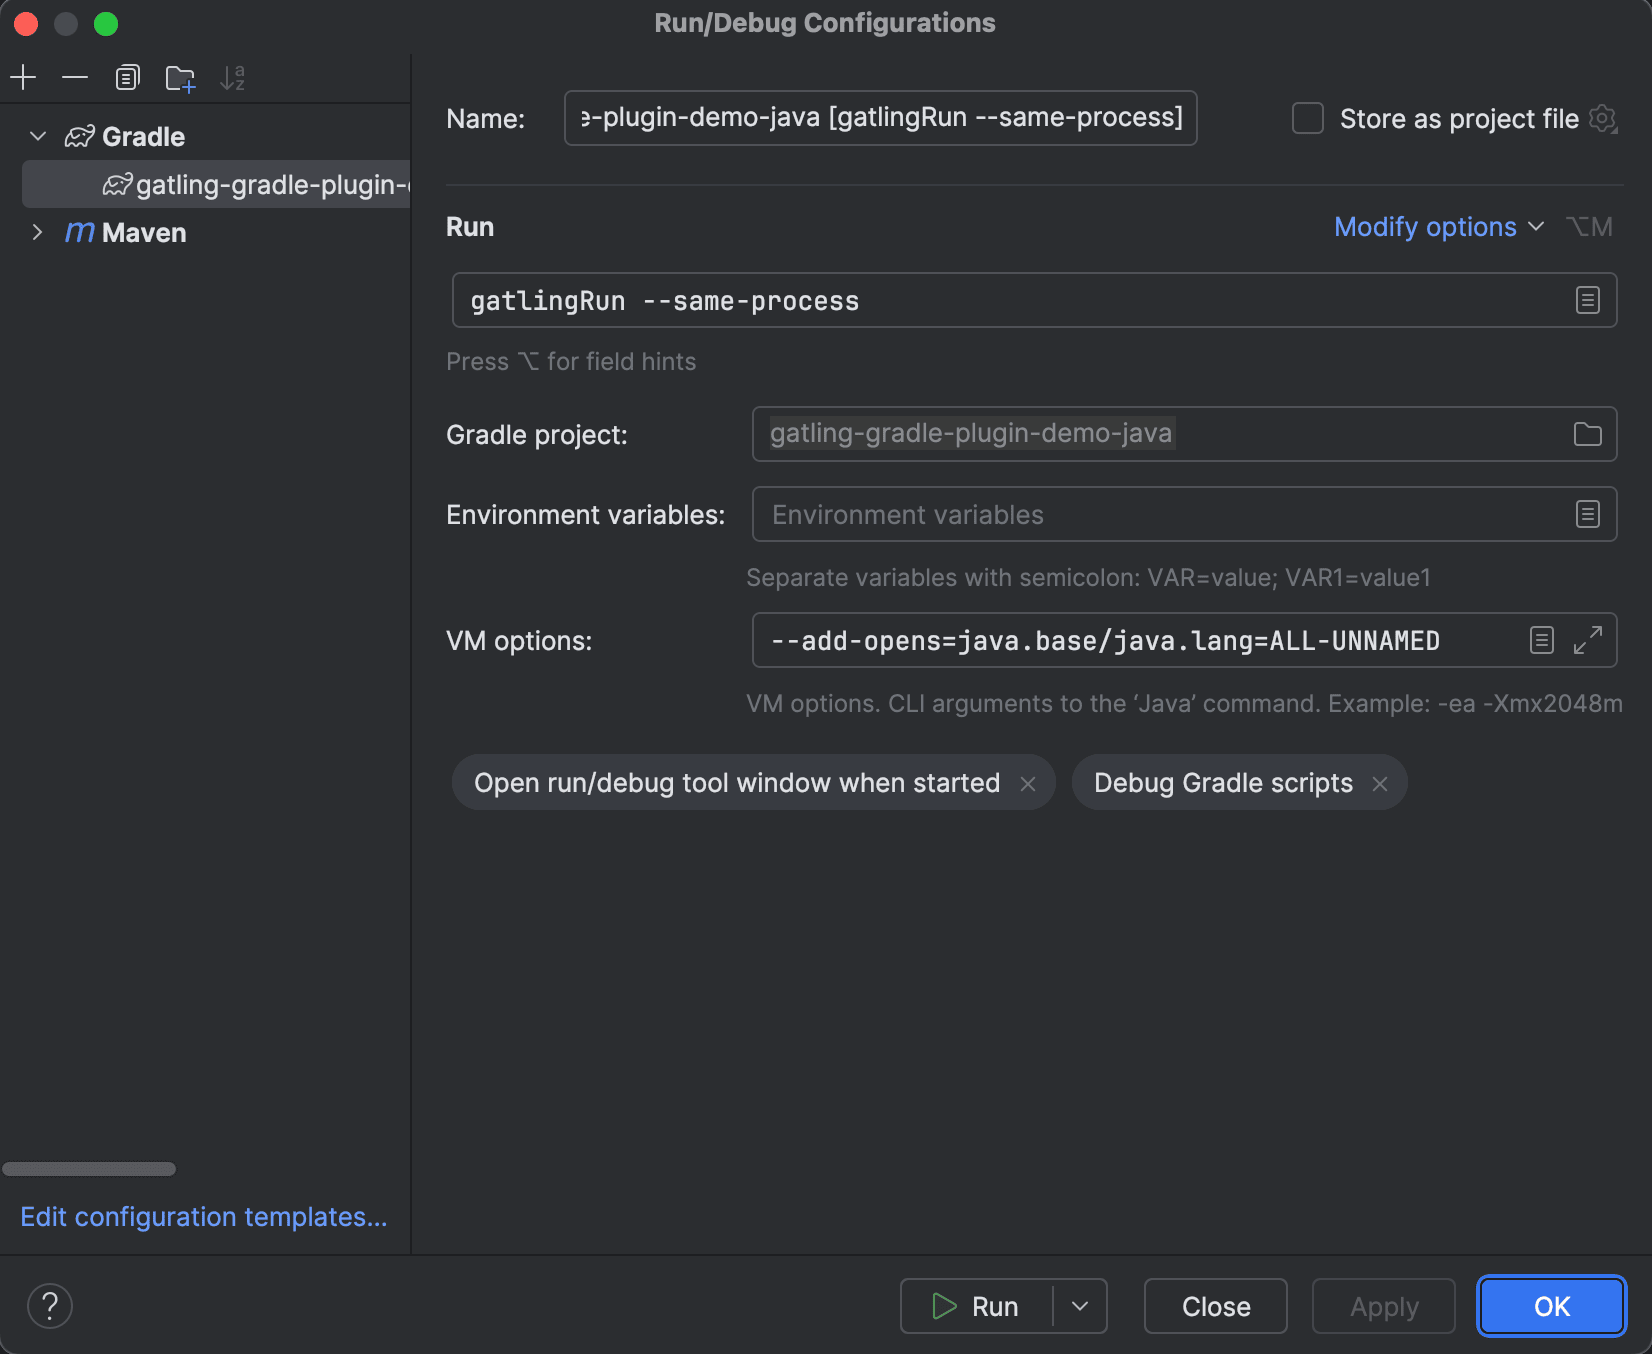 Run/Debug Configurations
Gradle
gatling-gradle-plugin-
Maven
Edit configuration templates...
Name:
e-plugin-demo-java [gatlingRun --same-process]
Store as project file
Run
Modify options
⌥M
gatlingRun --same-process
Press ⌥ for field hints
Gradle project:
gatling-gradle-plugin-demo-java
Environment variables:
Environment variables
Separate variables with semicolon: VAR=value; VAR1=value1
VM options:
--add-opens=java.base/java.lang=ALL-UNNAMED
VM options. CLI arguments to the ‘Java’ command. Example: -ea -Xmx2048m
Open run/debug tool window when started
Debug Gradle scripts
?
Run
Close
Apply
OK